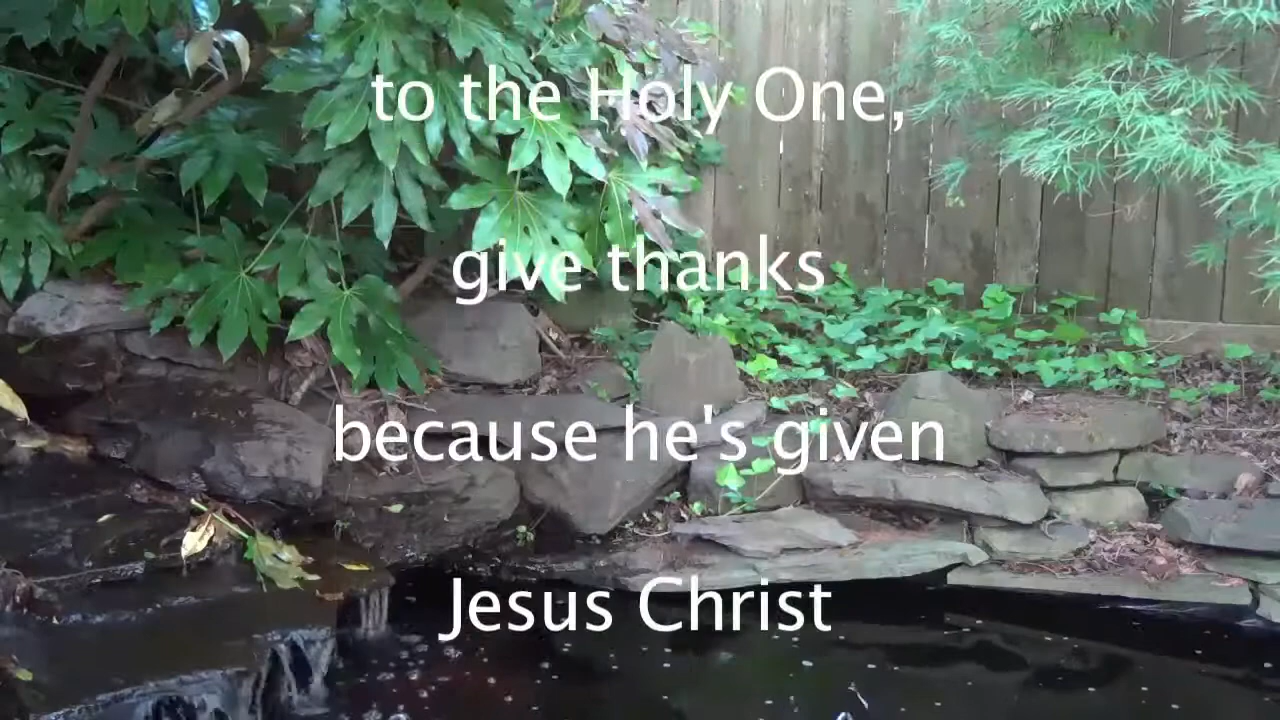 to the Holy One,
give thanks
because he's given
Jesus Christ